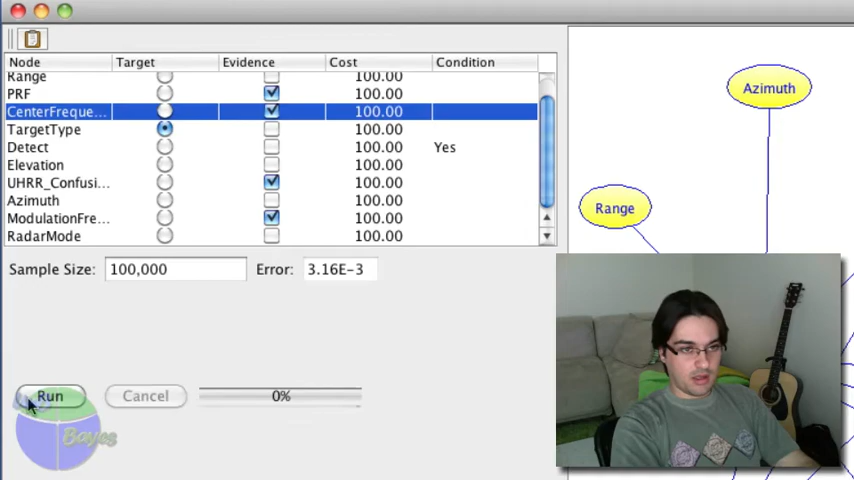 Node Target Evidence Cost Condition
Range 100.00
PRF 100.00
CenterFreque... 100.00
TargetType 100.00
Detect 100.00 Yes
Elevation 100.00
UHRR_Confusi... 100.00
Azimuth 100.00
ModulationFre... 100.00
RadarMode 100.00
Sample Size: 100,000 Error: 3.16E-3
Run Cancel 0%
Bayes
Azimuth
Range